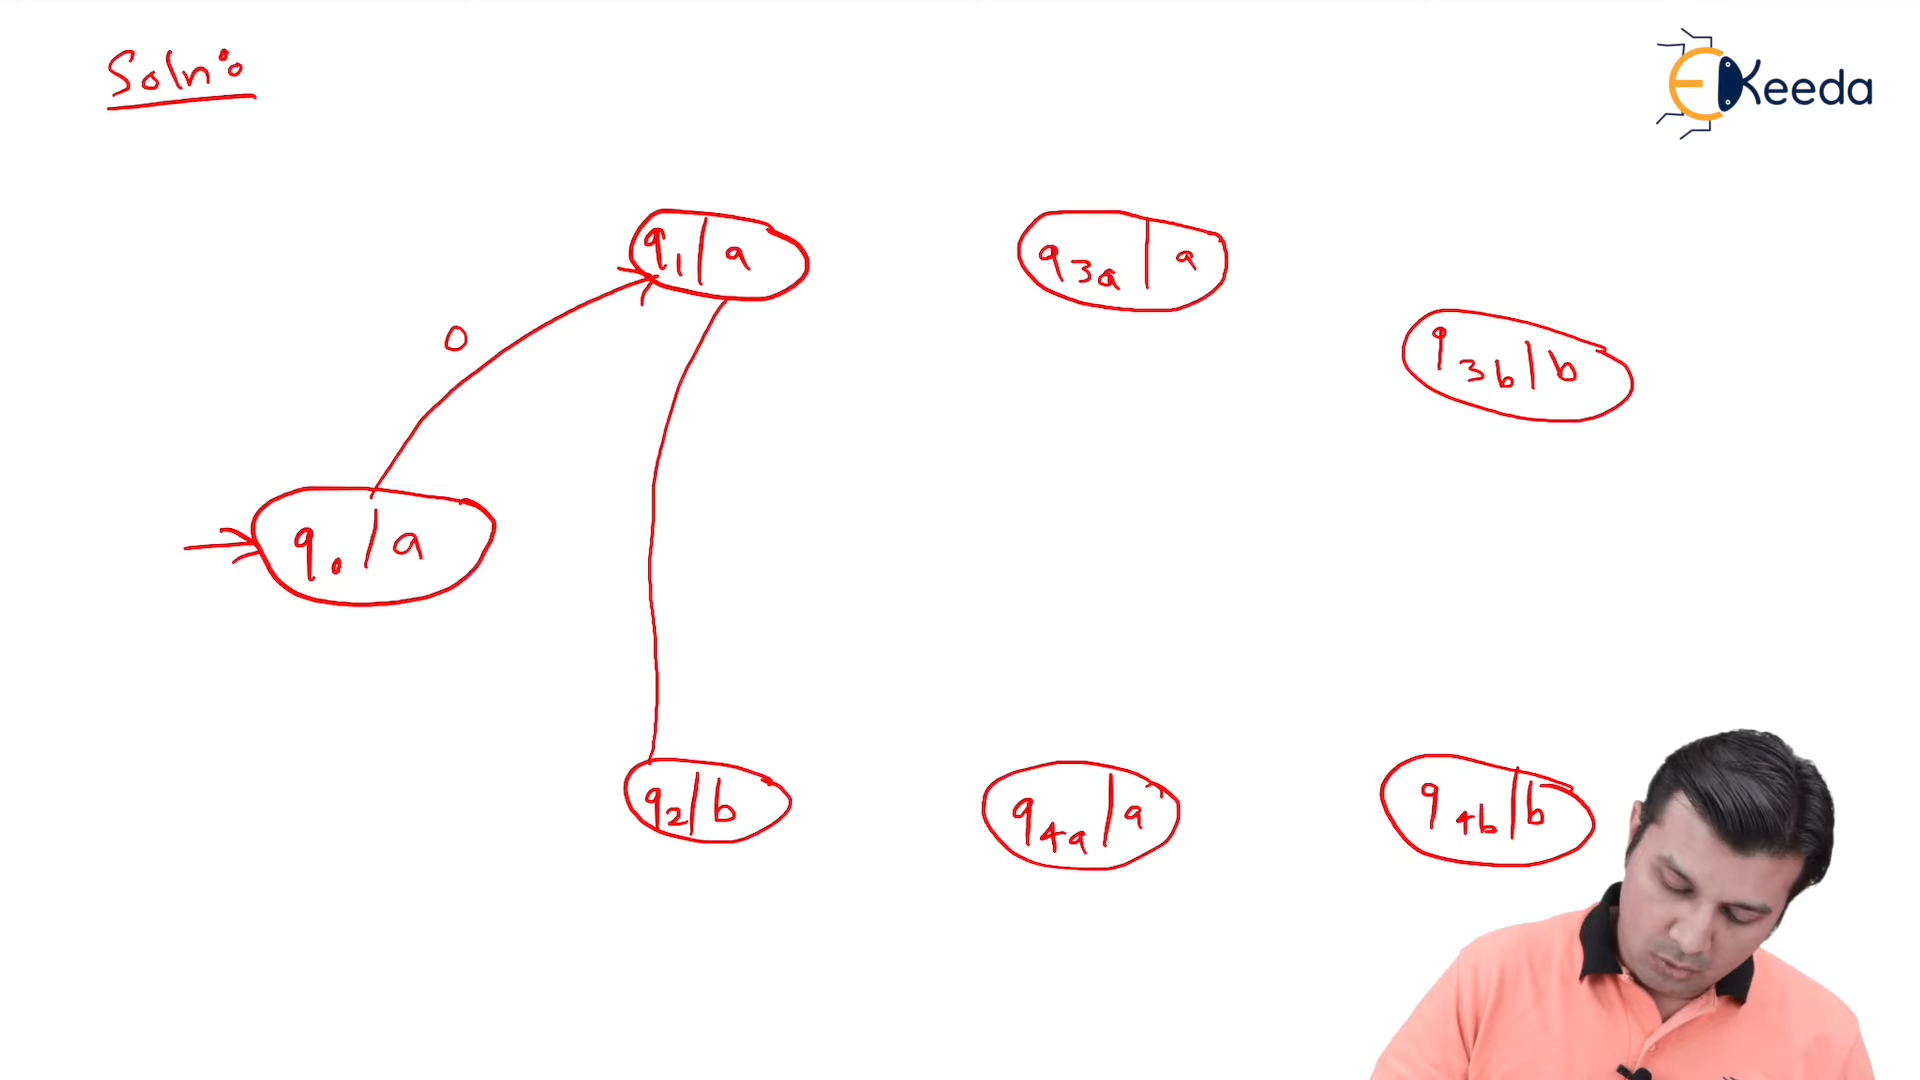 Soln:
EKeeda
q1 | a
q3a | a
q3b | b
0
q0 | a
q2 | b
q4a | a
q4b | b